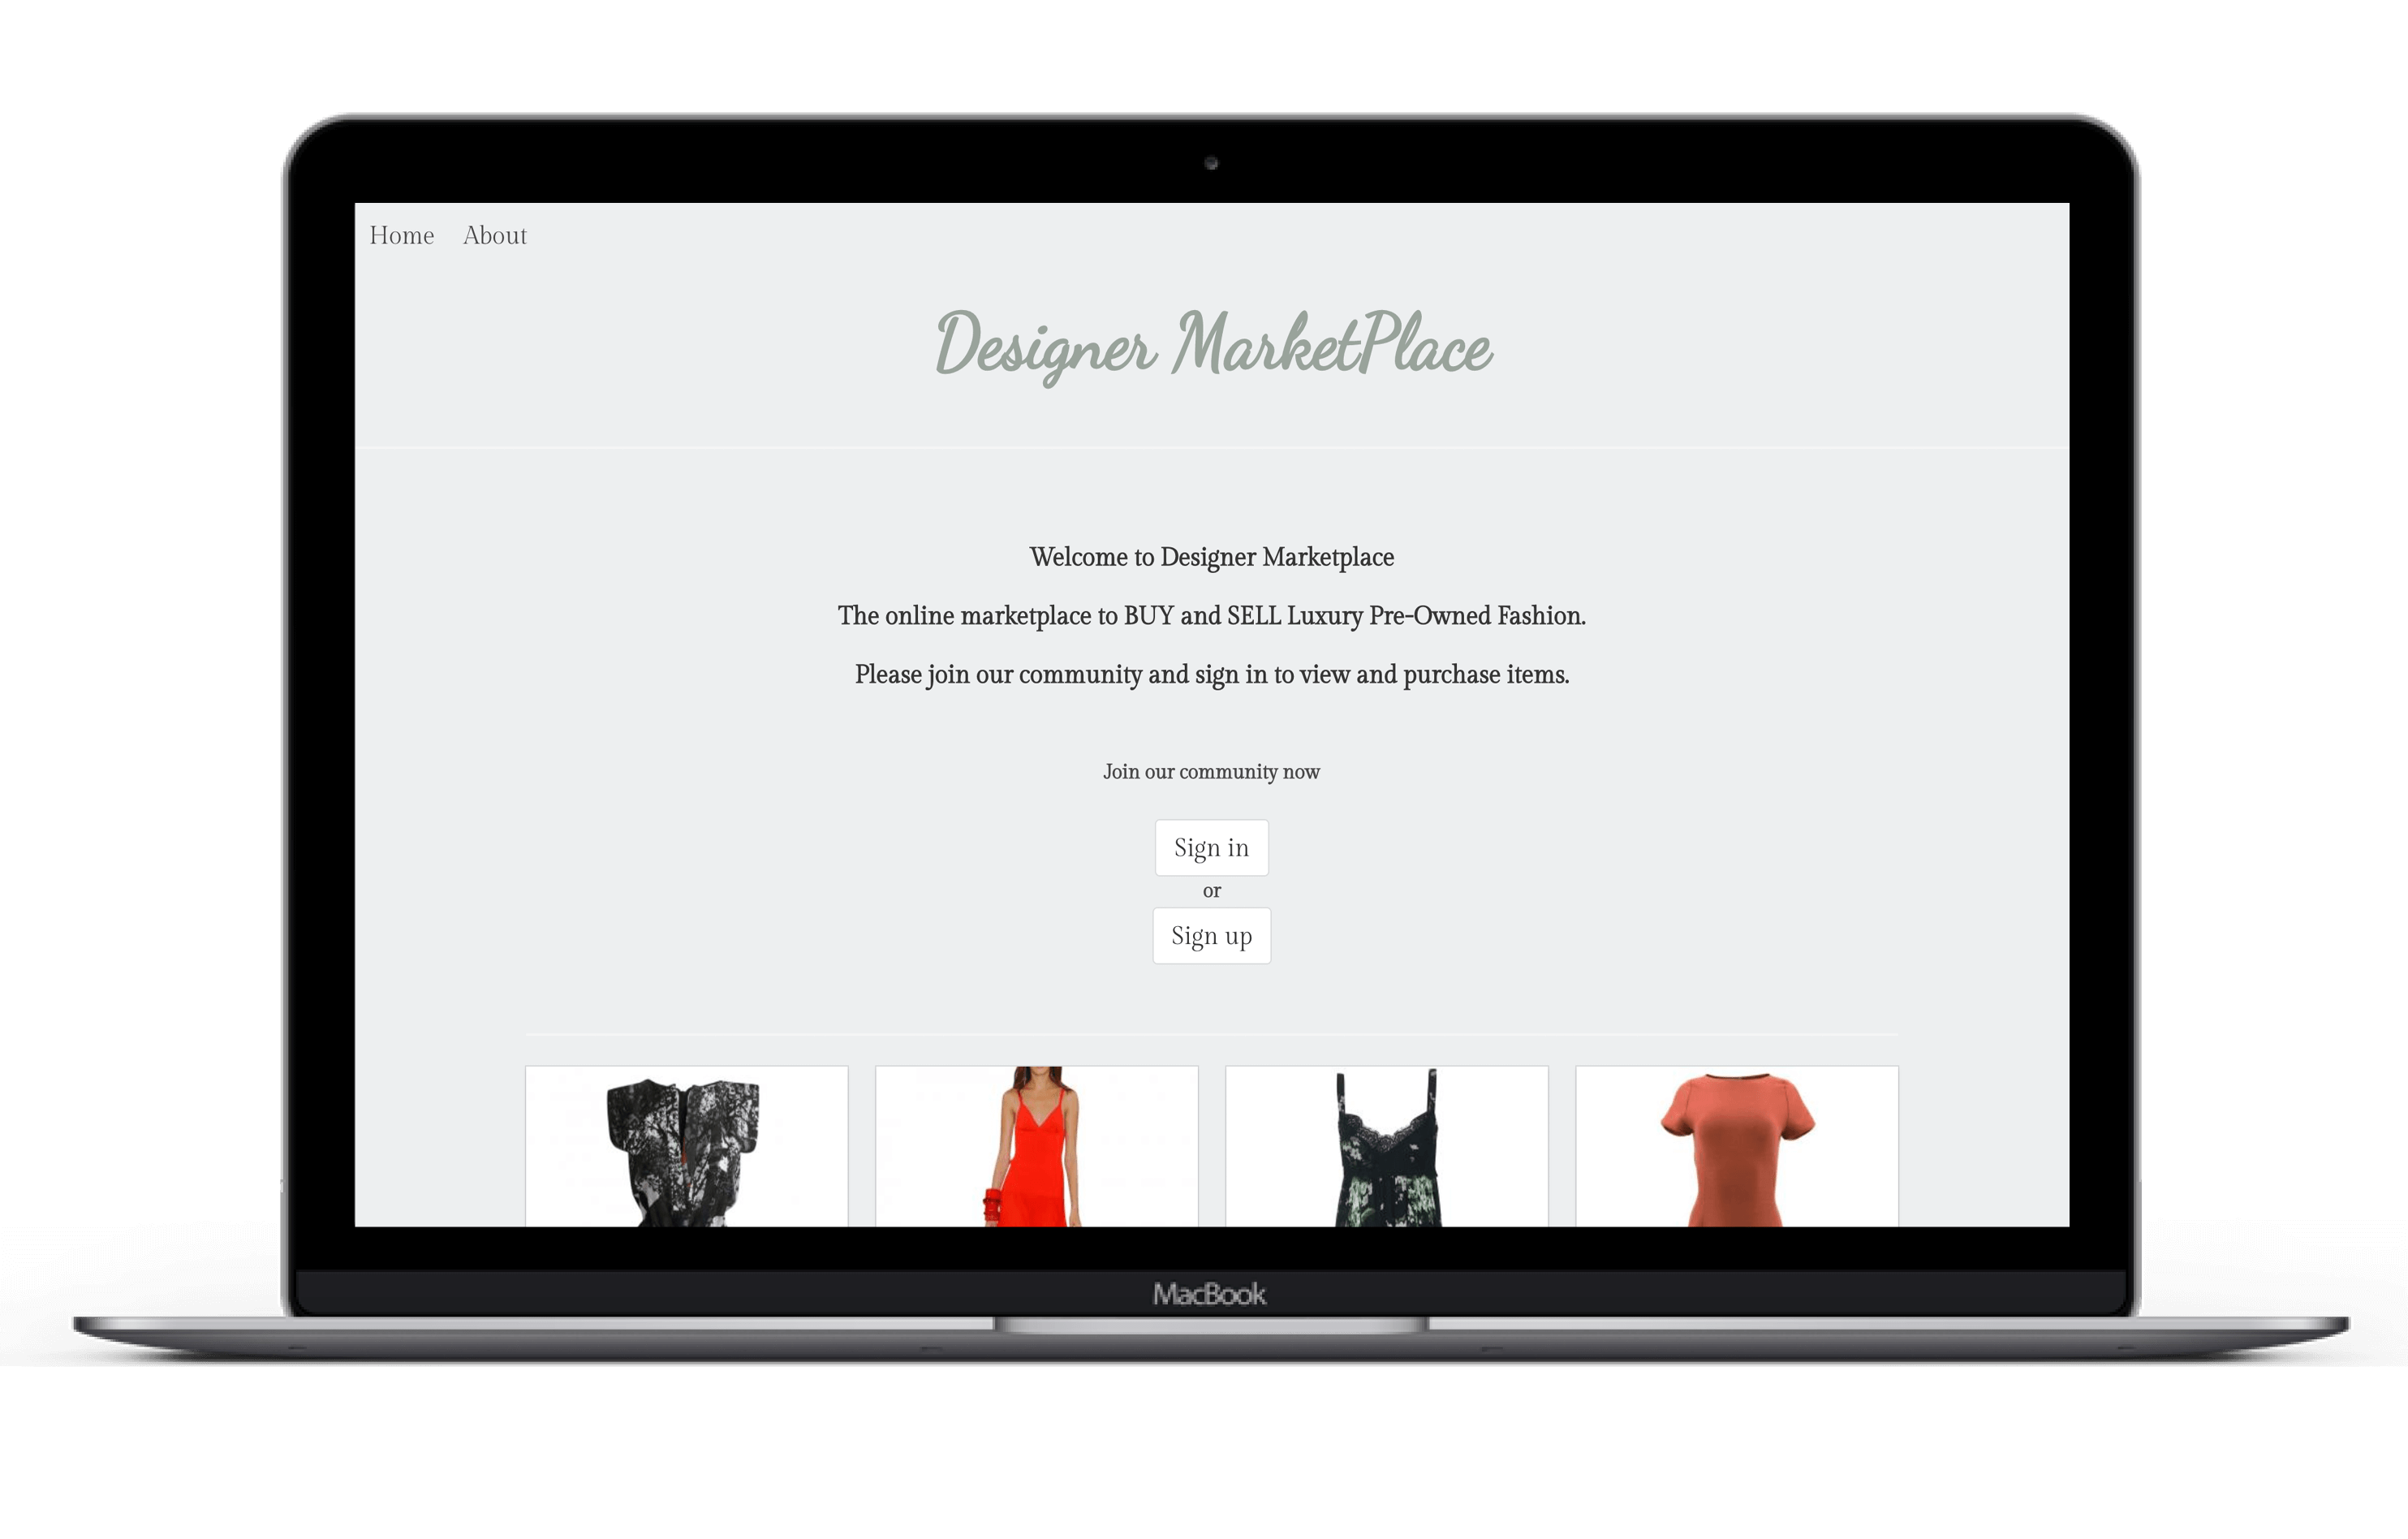 Home About
Designer MarketPlace
Welcome to Designer Marketplace
The online marketplace to BUY and SELL Luxury Pre-Owned Fashion.
Please join our community and sign in to view and purchase items.
Join our community now
Sign in
or
Sign up
MacBook